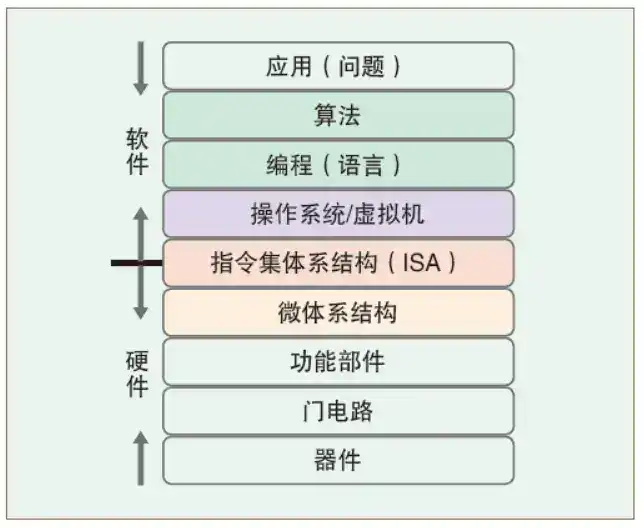 应用（问题）
算法
软件
编程（语言）
操作系统/虚拟机
指令集体系结构（ISA）
微体系结构
硬件
功能部件
门电路
器件